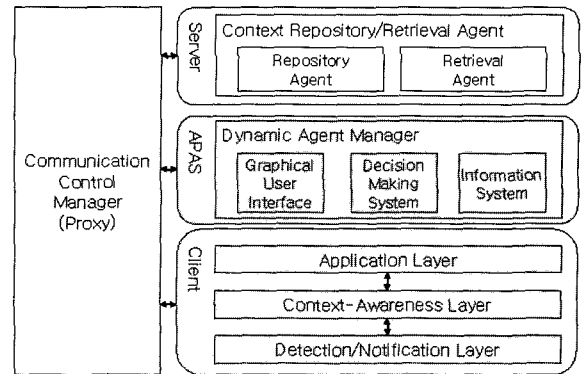 Communication
Control
Manager
(Proxy)
Server
Context Repository/Retrieval Agent
Repository
Agent
Retrieval
Agent
APAS
Dynamic Agent Manager
Graphical
User
Interface
Decision
Making
System
Information
System
Client
Application Layer
Context-Awareness Layer
Detection/Notification Layer